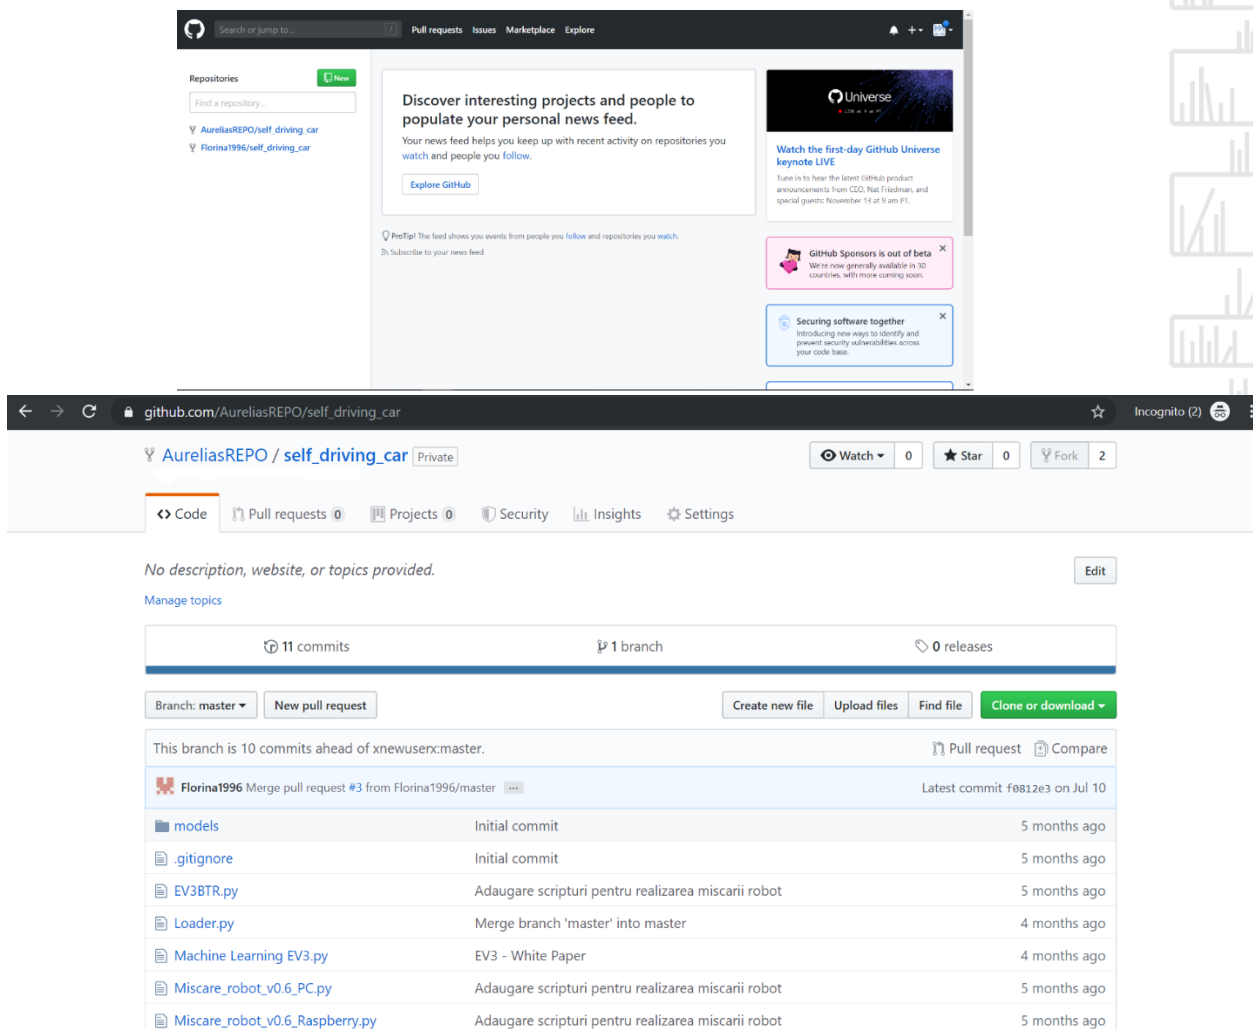 Search or jump to... / Pull requests Issues Marketplace Explore
Repositories New
Find a repository...
AureliasREPO/self_driving_car
Florina1996/self_driving_car
Discover interesting projects and people to
populate your personal news feed.
Your news feed helps you keep up with recent activity on repositories you
watch and people you follow.
Explore GitHub
ProTip! The feed shows you events from people you follow and repositories you watch.
Subscribe to your news feed
Universe
Watch the first-day GitHub Universe
keynote LIVE
Tune in to hear the latest GitHub product
announcements from CEO, Nat Friedman, and
special guests: November 13 at 9 am PT.
GitHub Sponsors is out of beta
We're now generally available in 30
countries, with more coming soon.
Securing software together
Introducing new ways to identify and
prevent security vulnerabilities across
your code base.
github.com/AureliasREPO/self_driving_car Incognito (2)
AureliasREPO / self_driving_car Private Watch 0 Star 0 Fork 2
Code Pull requests 0 Projects 0 Security Insights Settings
No description, website, or topics provided. Edit
Manage topics
11 commits 1 branch 0 releases
Branch: master New pull request Create new file Upload files Find file Clone or download
This branch is 10 commits ahead of xnewuserx:master. Pull request Compare
Florina1996 Merge pull request #3 from Florina1996/master ... Latest commit f0812e3 on Jul 10
models Initial commit 5 months ago
.gitignore Initial commit 5 months ago
EV3BTR.py Adaugare scripturi pentru realizarea miscarii robot 5 months ago
Loader.py Merge branch 'master' into master 4 months ago
Machine Learning EV3.py EV3 - White Paper 4 months ago
Miscare_robot_v0.6_PC.py Adaugare scripturi pentru realizarea miscarii robot 5 months ago
Miscare_robot_v0.6_Raspberry.py Adaugare scripturi pentru realizarea miscarii robot 5 months ago